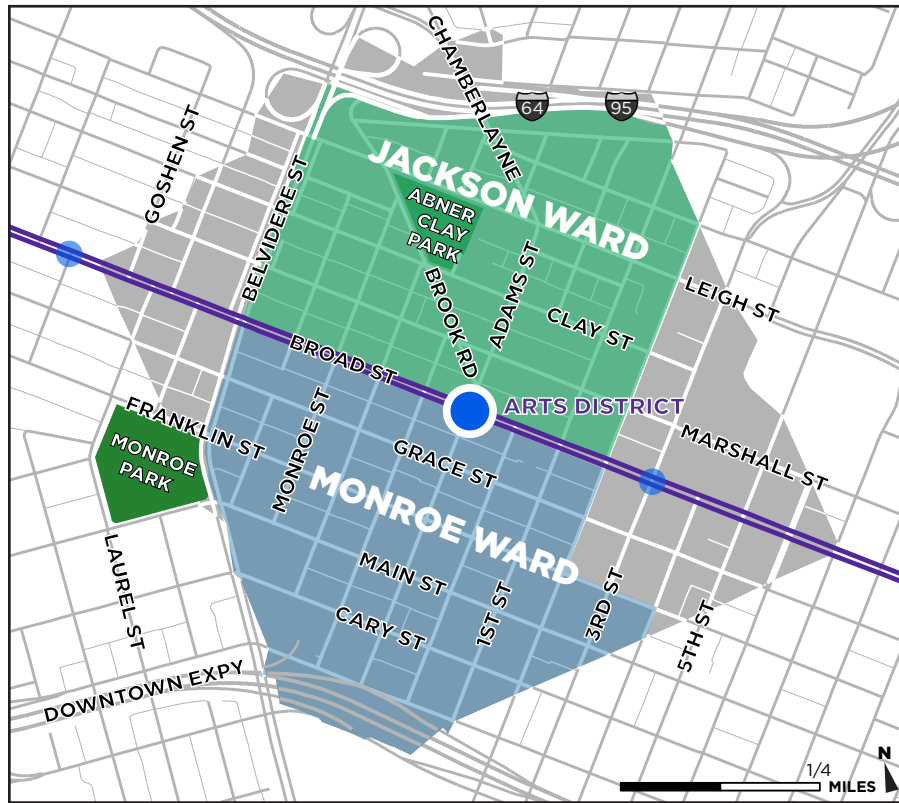 CHAMBERLAYNE
64
95
GOSHEN ST
JACKSON WARD
BELVIDERE ST
ABNER
CLAY
PARK
ADAMS ST
BROOK RD
LEIGH ST
CLAY ST
BROAD ST
ARTS DISTRICT
FRANKLIN ST
MONROE ST
MARSHALL ST
MONROE
PARK
GRACE ST
MONROE WARD
LAUREL ST
MAIN ST
1ST ST
3RD ST
CARY ST
5TH ST
DOWNTOWN EXPY
N
1/4
MILES